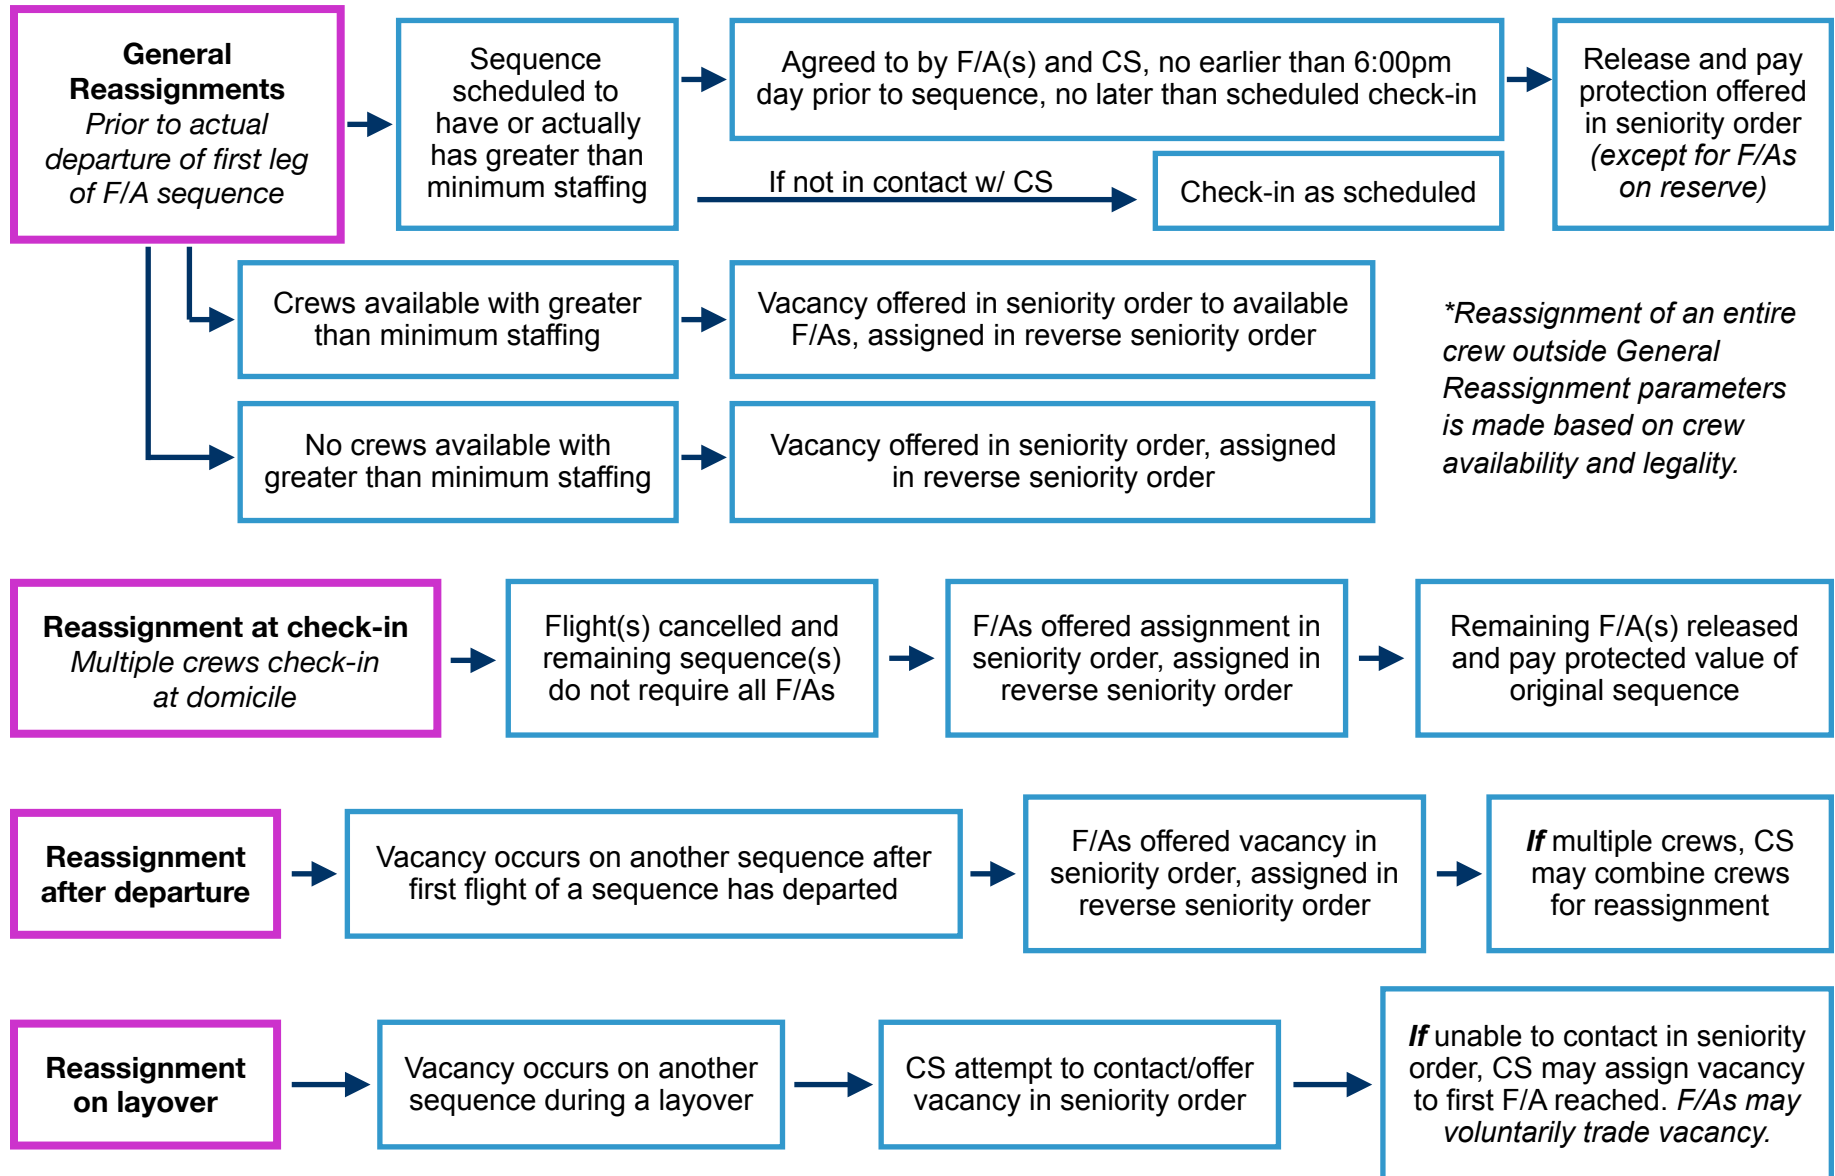 General
Reassignments
Prior to actual
departure of first leg
of F/A sequence
Sequence
scheduled to
have or actually
has greater than
minimum staffing
Agreed to by F/A(s) and CS, no earlier than 6:00pm
day prior to sequence, no later than scheduled check-in
Release and pay
protection offered
in seniority order
(except for F/As
on reserve)
If not in contact w/ CS
Check-in as scheduled
Crews available with greater
than minimum staffing
Vacancy offered in seniority order to available
F/As, assigned in reverse seniority order
No crews available with
greater than minimum staffing
Vacancy offered in seniority order, assigned
in reverse seniority order
*Reassignment of an entire
crew outside General
Reassignment parameters
is made based on crew
availability and legality.
Reassignment at check-in
Multiple crews check-in
at domicile
Flight(s) cancelled and
remaining sequence(s)
do not require all F/As
F/As offered assignment in
seniority order, assigned in
reverse seniority order
Remaining F/A(s) released
and pay protected value of
original sequence
Reassignment
after departure
Vacancy occurs on another sequence after
first flight of a sequence has departed
F/As offered vacancy in
seniority order, assigned in
reverse seniority order
If multiple crews, CS
may combine crews
for reassignment
Reassignment
on layover
Vacancy occurs on another
sequence during a layover
CS attempt to contact/offer
vacancy in seniority order
If unable to contact in seniority
order, CS may assign vacancy
to first F/A reached. F/As may
voluntarily trade vacancy.